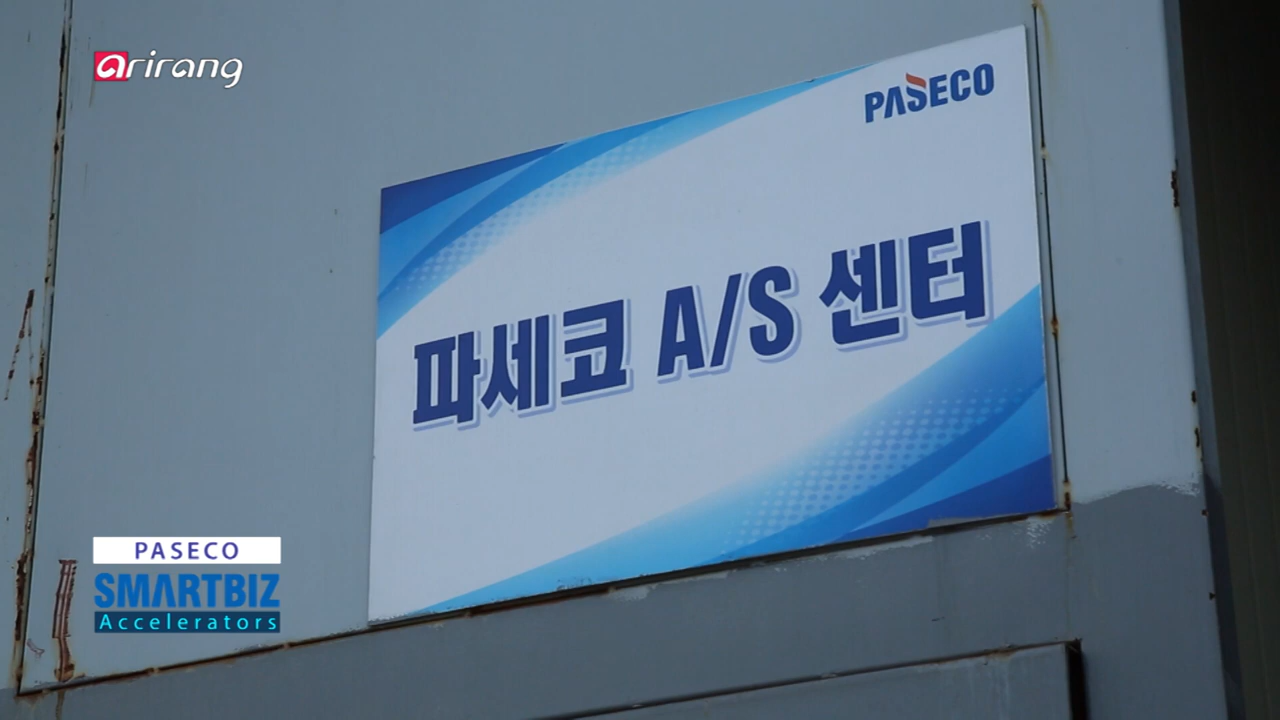 arirang
PASECO
파세코 A/S 센터
PASECO
SMARTBIZ
Accelerators